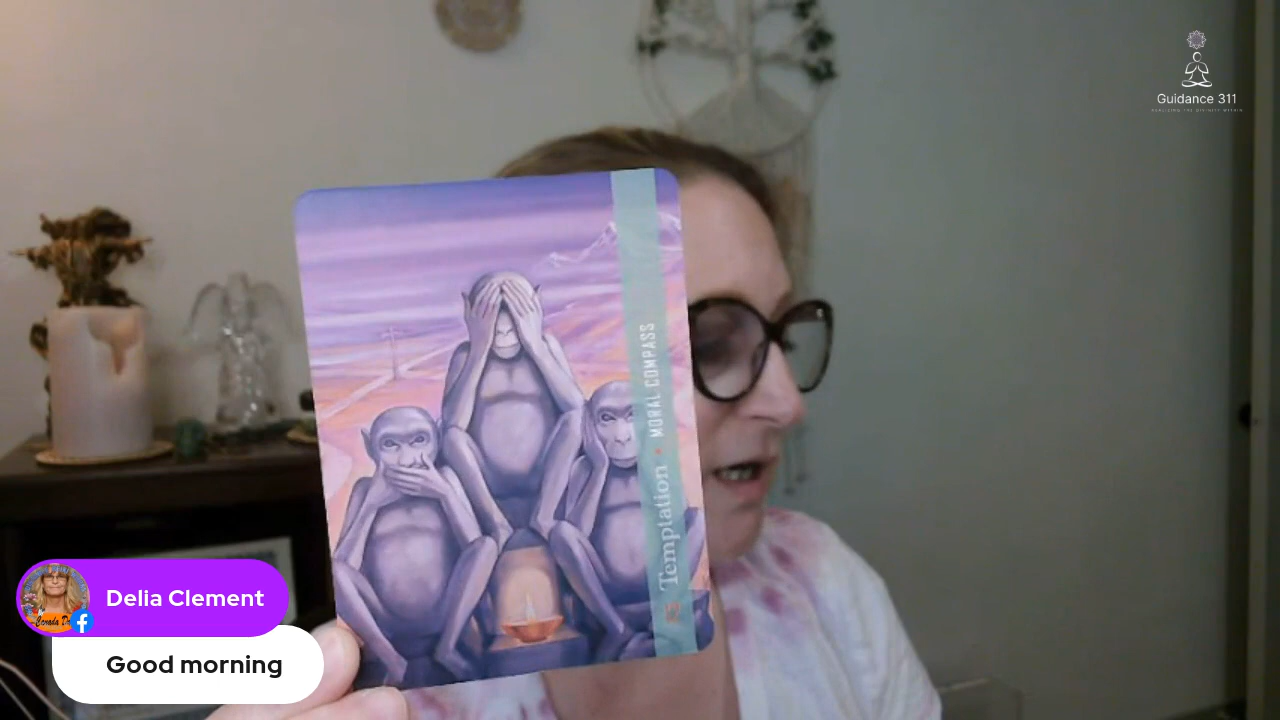 Guidance 311
Temptation • MORAL COMPASS
Delia Clement
Good morning